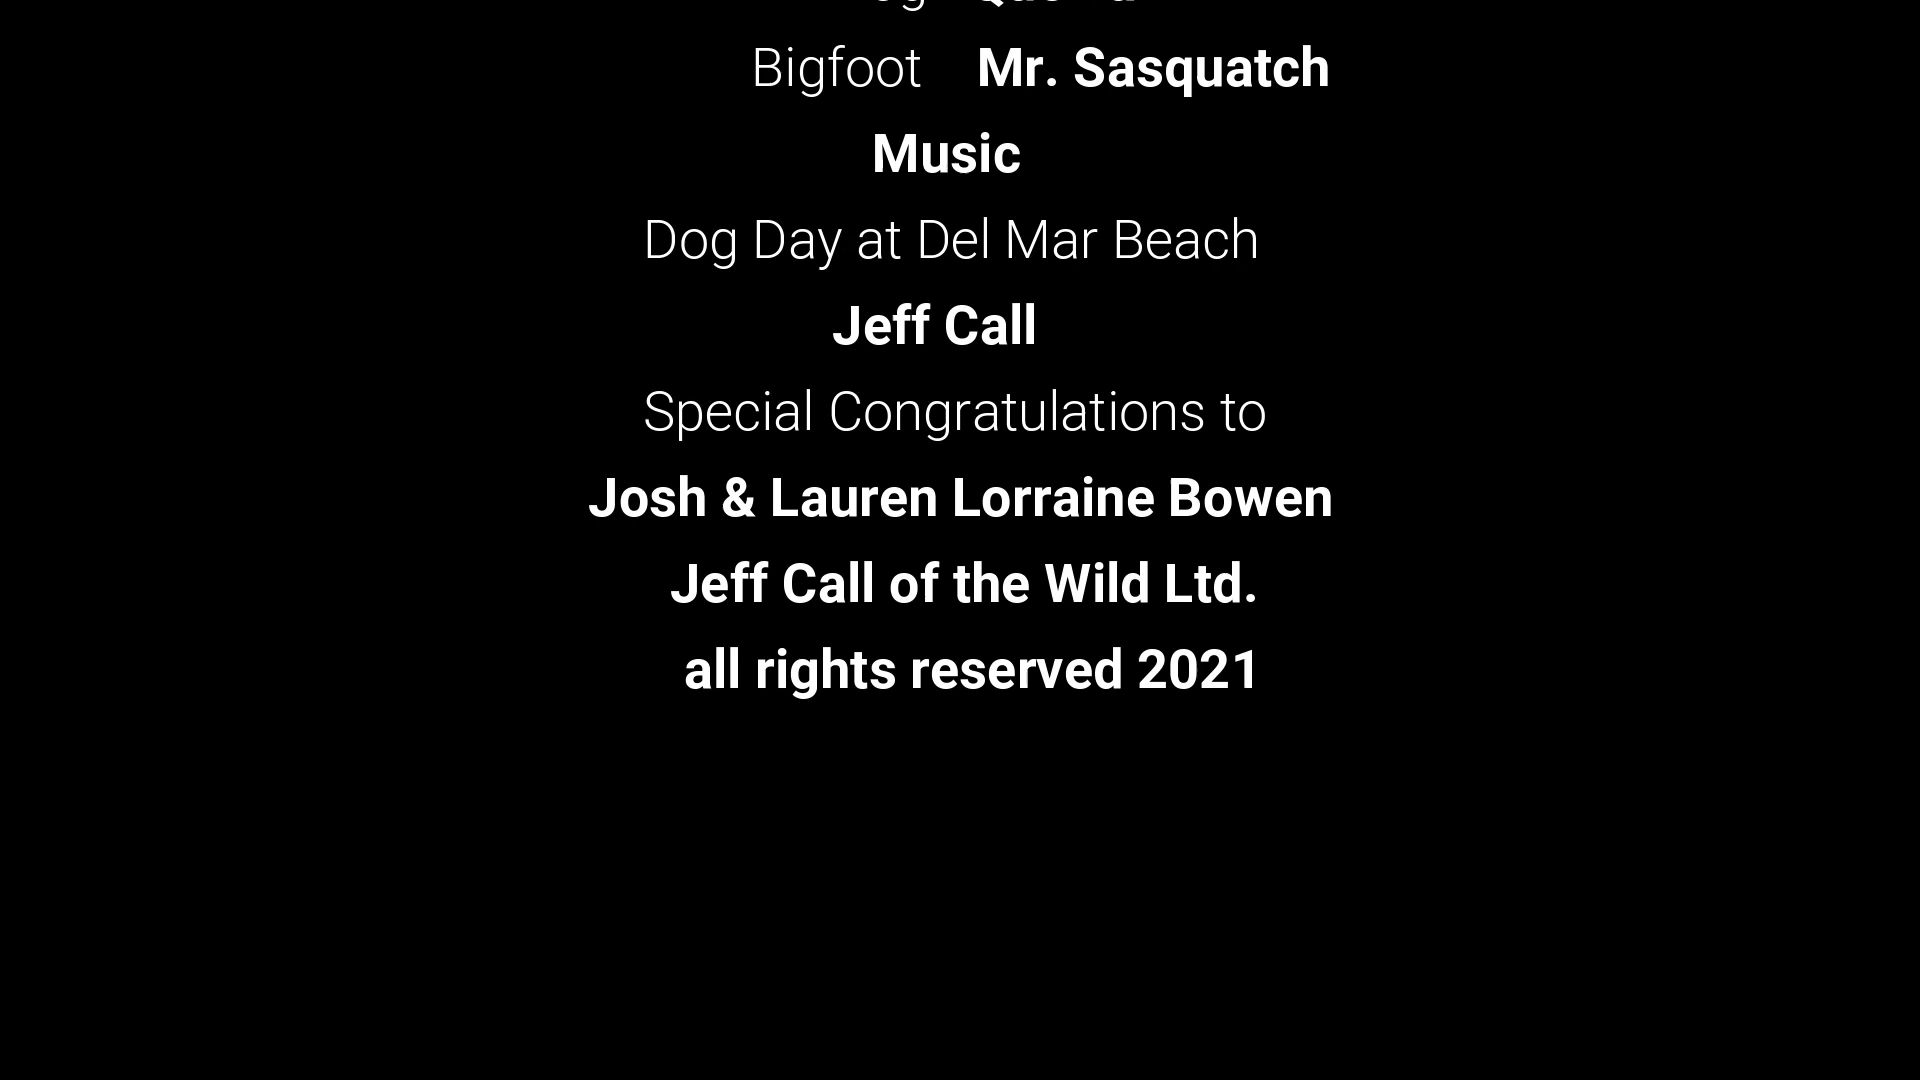 Bigfoot Mr. Sasquatch
Music
Dog Day at Del Mar Beach
Jeff Call
Special Congratulations to
Josh & Lauren Lorraine Bowen
Jeff Call of the Wild Ltd.
all rights reserved 2021